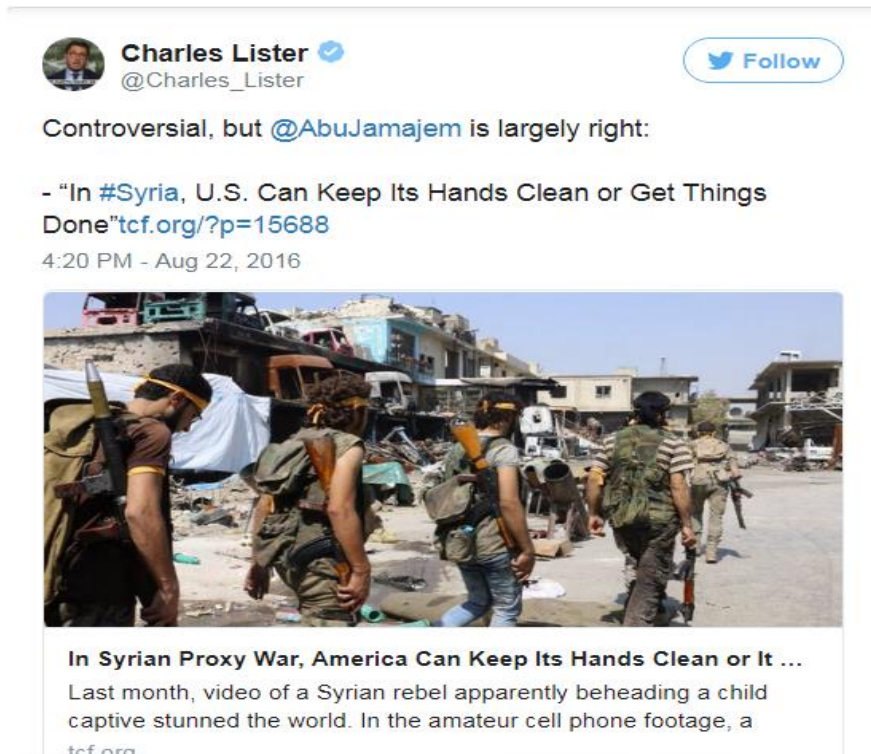 Charles Lister
@Charles_Lister
Follow
Controversial, but @AbuJamajem is largely right:
- “In #Syria, U.S. Can Keep Its Hands Clean or Get Things
Done”tcf.org/?p=15688
4:20 PM - Aug 22, 2016
In Syrian Proxy War, America Can Keep Its Hands Clean or It ...
Last month, video of a Syrian rebel apparently beheading a child
captive stunned the world. In the amateur cell phone footage, a
tcf.org